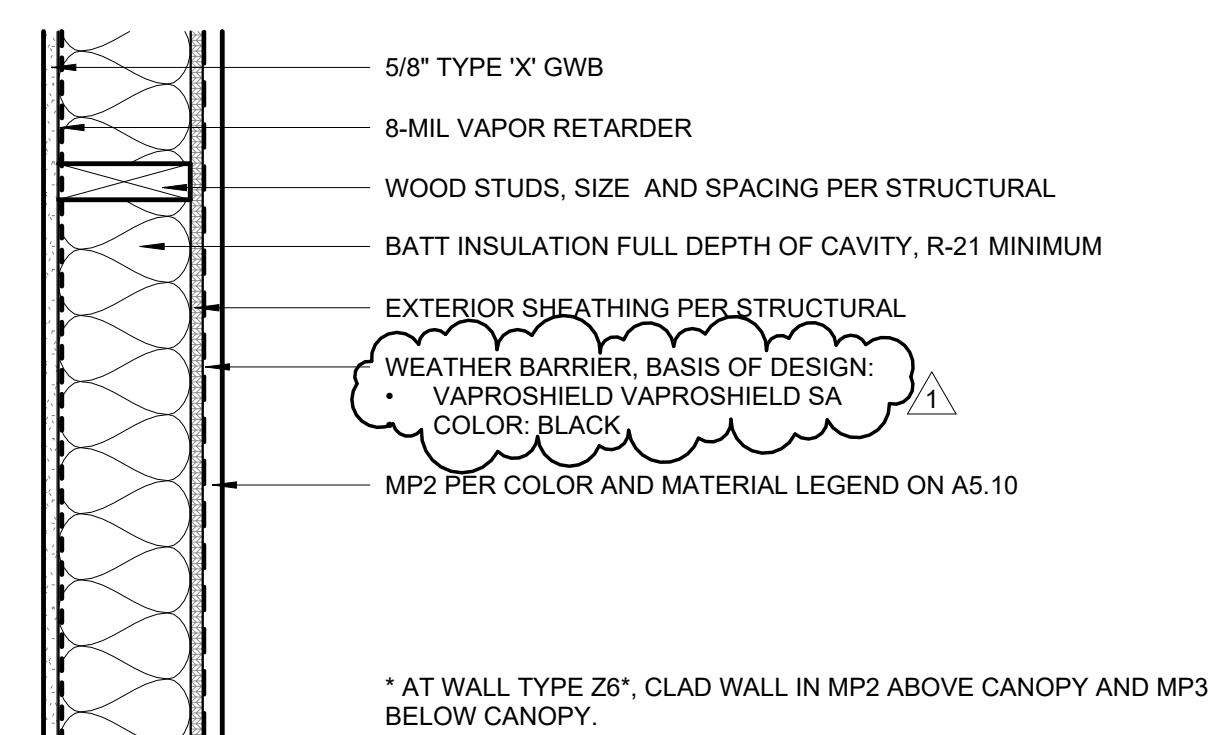 5/8" TYPE 'X' GWB
8-MIL VAPOR RETARDER
WOOD STUDS, SIZE AND SPACING PER STRUCTURAL
BATT INSULATION FULL DEPTH OF CAVITY, R-21 MINIMUM
EXTERIOR SHEATHING PER STRUCTURAL
WEATHER BARRIER, BASIS OF DESIGN:
• VAPROSHIELD VAPROSHIELD SA
• COLOR: BLACK
1
MP2 PER COLOR AND MATERIAL LEGEND ON A5.10
* AT WALL TYPE Z6*, CLAD WALL IN MP2 ABOVE CANOPY AND MP3
BELOW CANOPY.